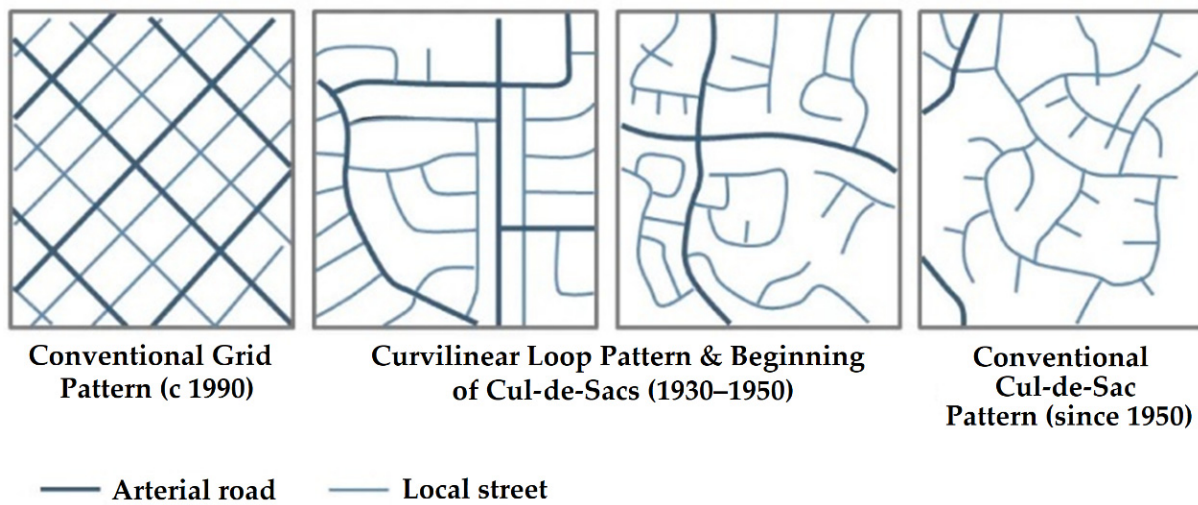 Conventional Grid
Pattern (c 1990)
Curvilinear Loop Pattern & Beginning
of Cul-de-Sacs (1930–1950)
Conventional
Cul-de-Sac
Pattern (since 1950)
Arterial road
Local street